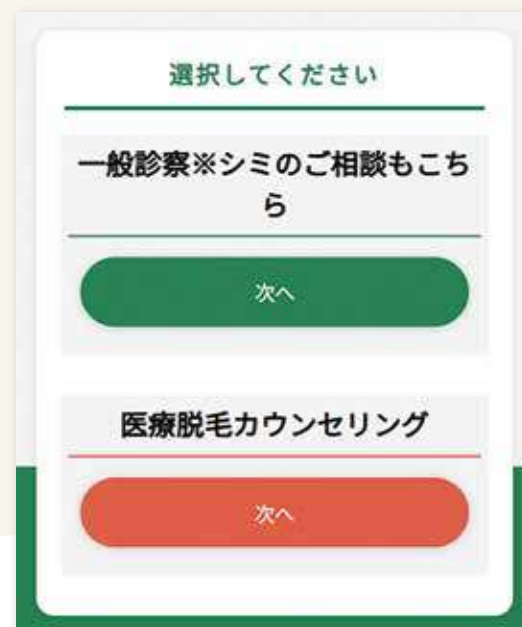 選択してください
一般診察※シミのご相談もこち
ら
次へ
医療脱毛カウンセリング
次へ